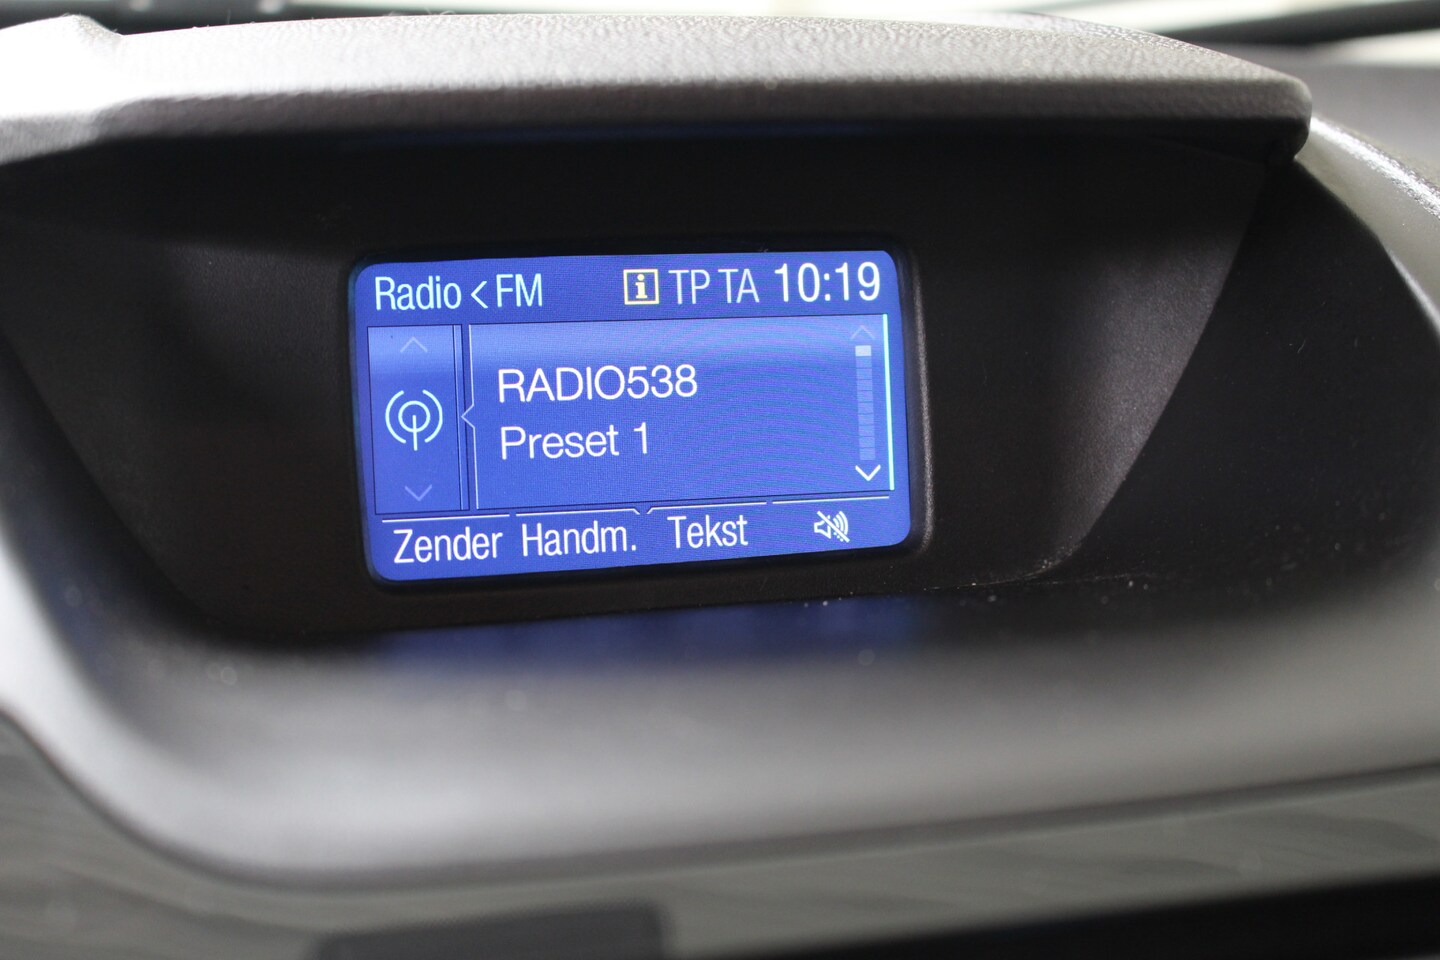 Radio < FM i TP TA 10:19
RADIO538
Preset 1
Zender Handm. Tekst